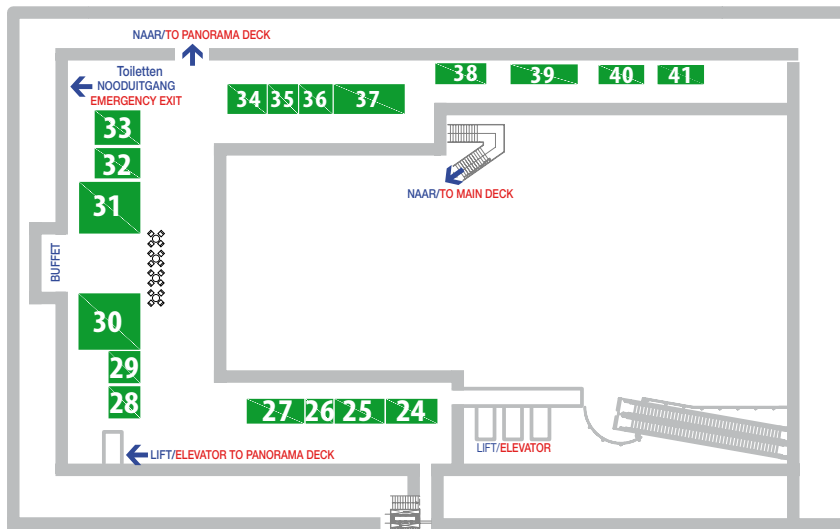 NAAR/TO PANORAMA DECK
Toiletten
NOODUITGANG
EMERGENCY EXIT
38
39
40
41
34
35
36
37
33
32
31
NAAR/TO MAIN DECK
BUFFET
30
29
28
27
26
25
24
LIFT/ELEVATOR
LIFT/ELEVATOR TO PANORAMA DECK